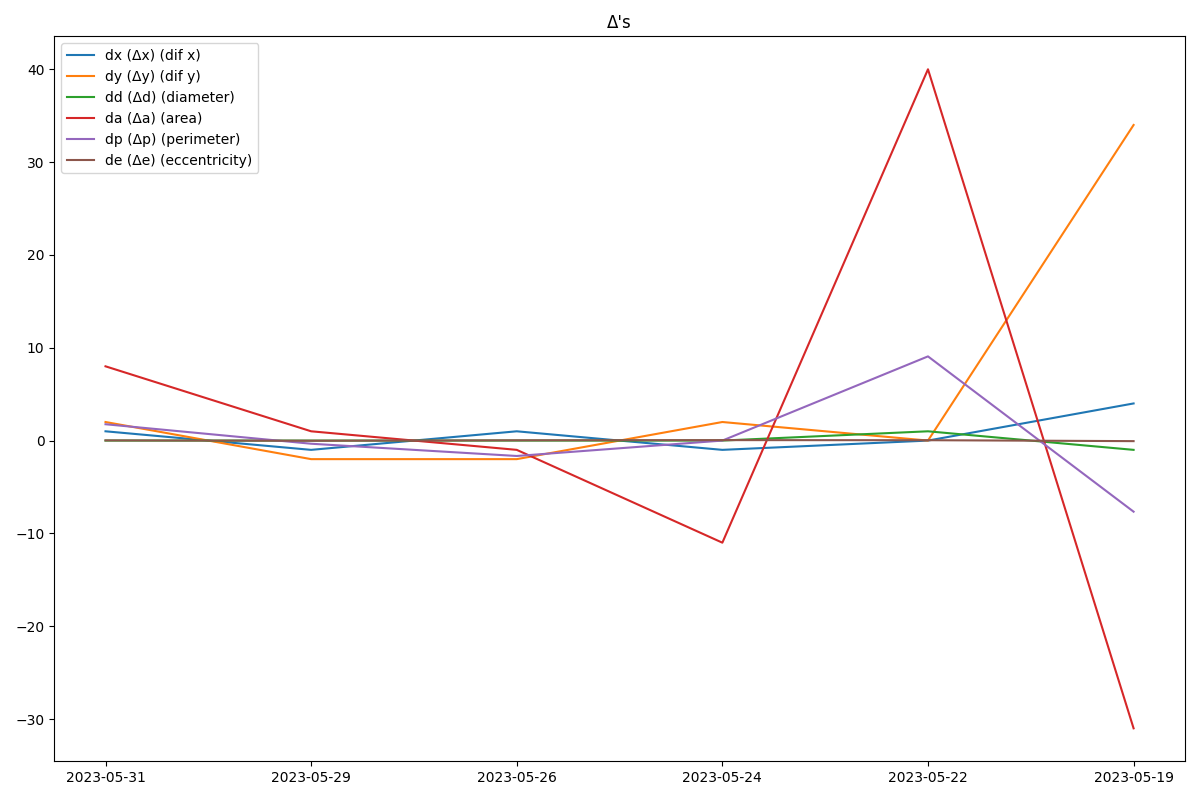 Δ's
dx (Δx) (dif x)
dy (Δy) (dif y)
dd (Δd) (diameter)
da (Δa) (area)
dp (Δp) (perimeter)
de (Δe) (eccentricity)
40
30
20
10
0
−10
−20
−30
2023-05-31 2023-05-29 2023-05-26 2023-05-24 2023-05-22 2023-05-19